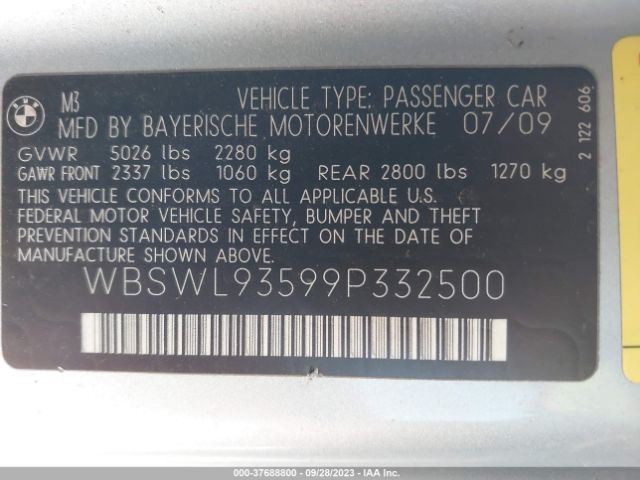 BMW
M3 VEHICLE TYPE: PASSENGER CAR
MFD BY BAYERISCHE MOTORENWERKE 07/09
GVWR 5026 lbs 2280 kg
GAWR FRONT 2337 lbs 1060 kg REAR 2800 lbs 1270 kg
THIS VEHICLE CONFORMS TO ALL APPLICABLE U.S.
FEDERAL MOTOR VEHICLE SAFETY, BUMPER AND THEFT
PREVENTION STANDARDS IN EFFECT ON THE DATE OF
MANUFACTURE SHOWN ABOVE.
WBSWL93599P332500
2 122 606
000-37688800 - 09/28/2023 - IAAI.COM